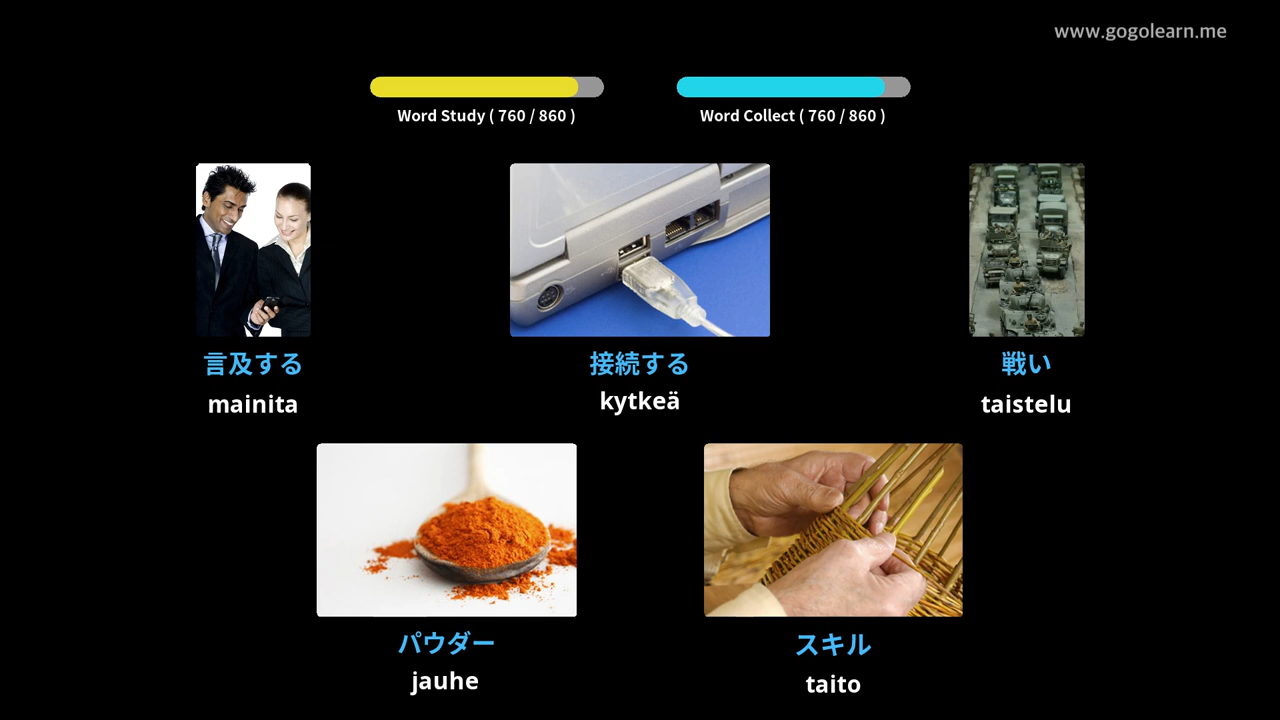 www.gogolearn.me
Word Study ( 760 / 860 )
Word Collect ( 760 / 860 )
言及する
mainita
接続する
kytkeä
戦い
taistelu
パウダー
jauhe
スキル
taito